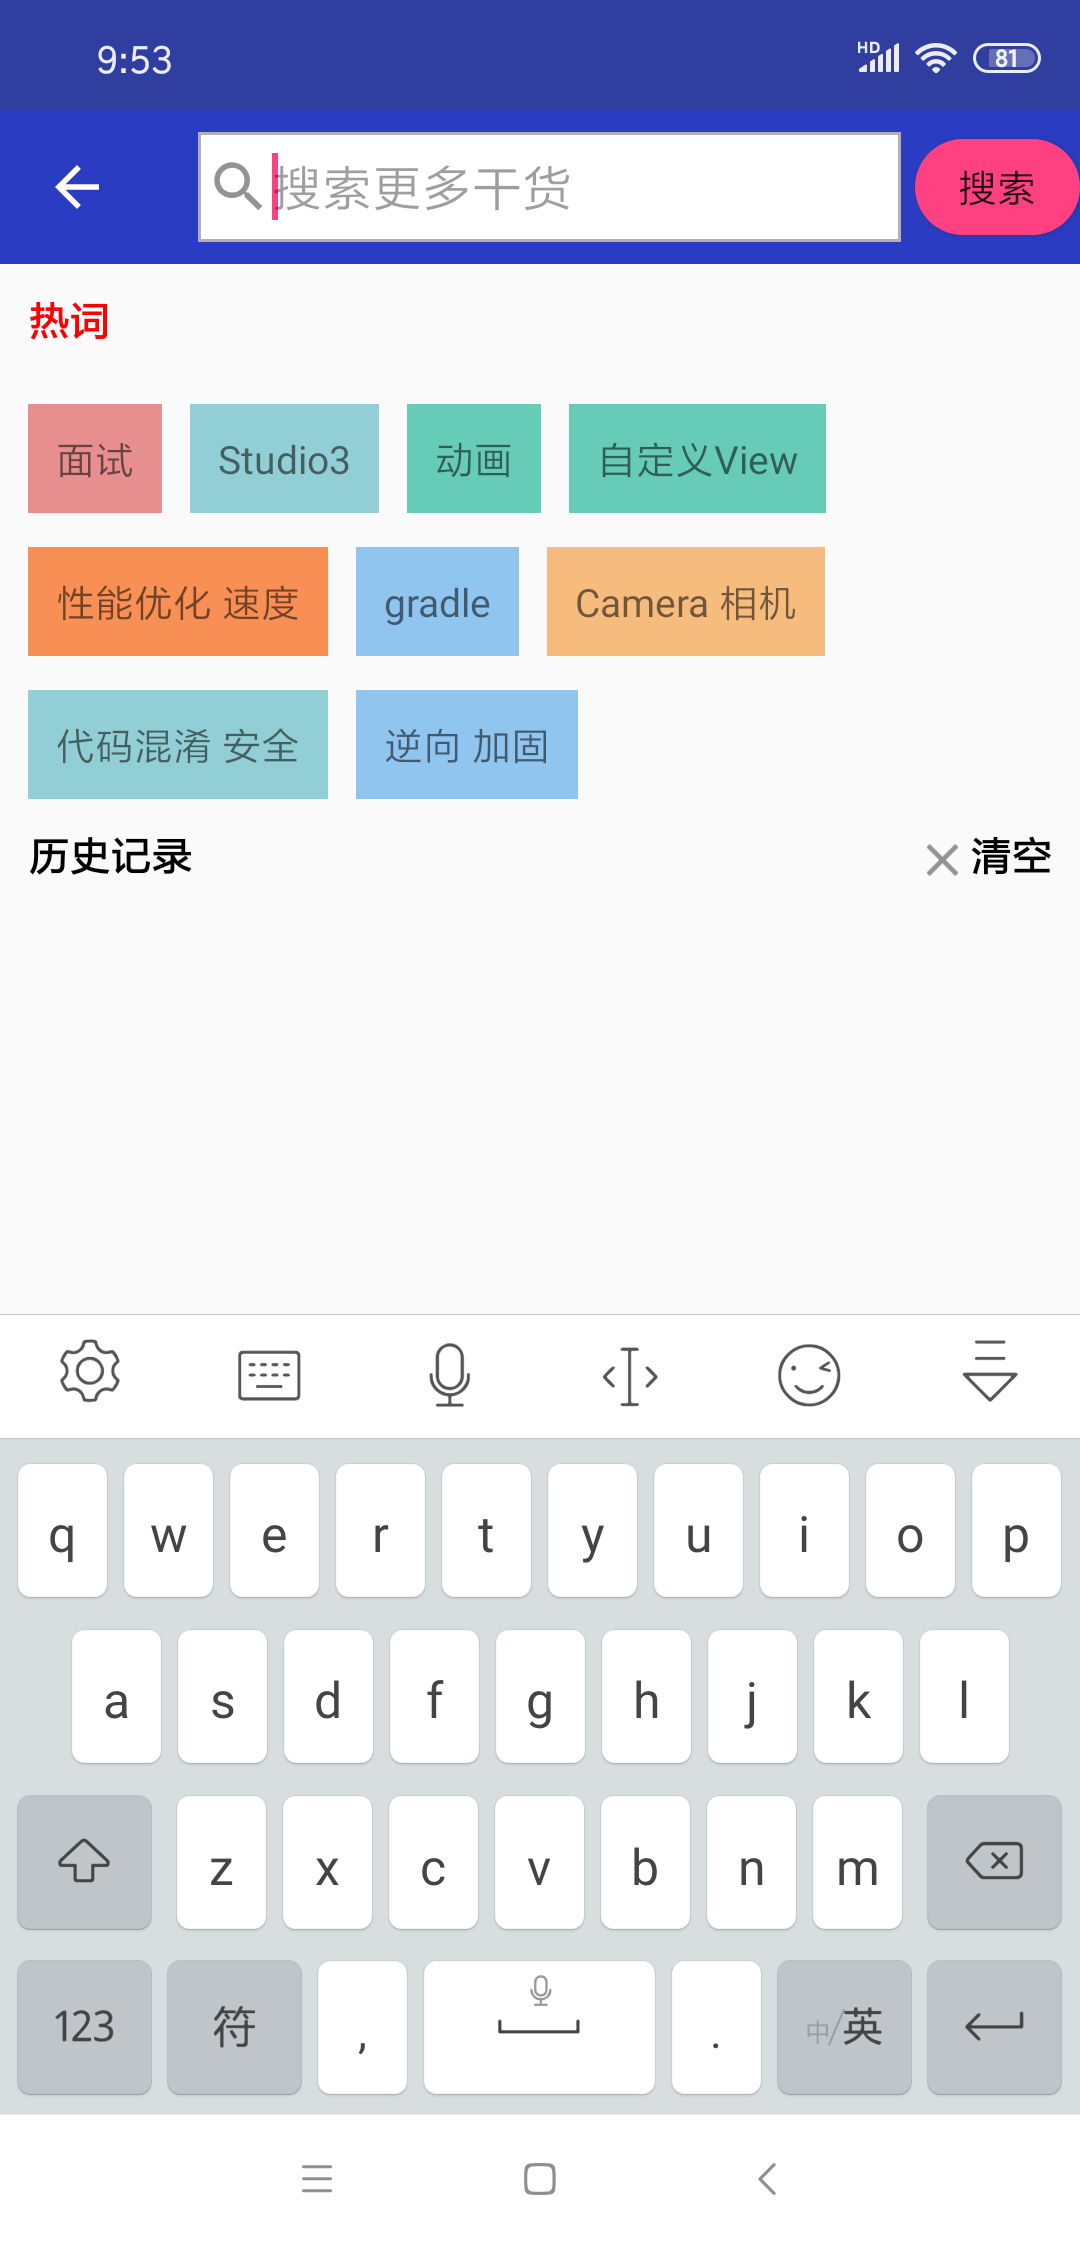 9:53 HD 81
搜索更多干货 搜索
热词
面试 Studio3 动画 自定义View
性能优化 速度 gradle Camera 相机
代码混淆 安全 逆向 加固
历史记录 清空
q w e r t y u i o p
a s d f g h j k l
z x c v b n m
123 符 , . 中/英